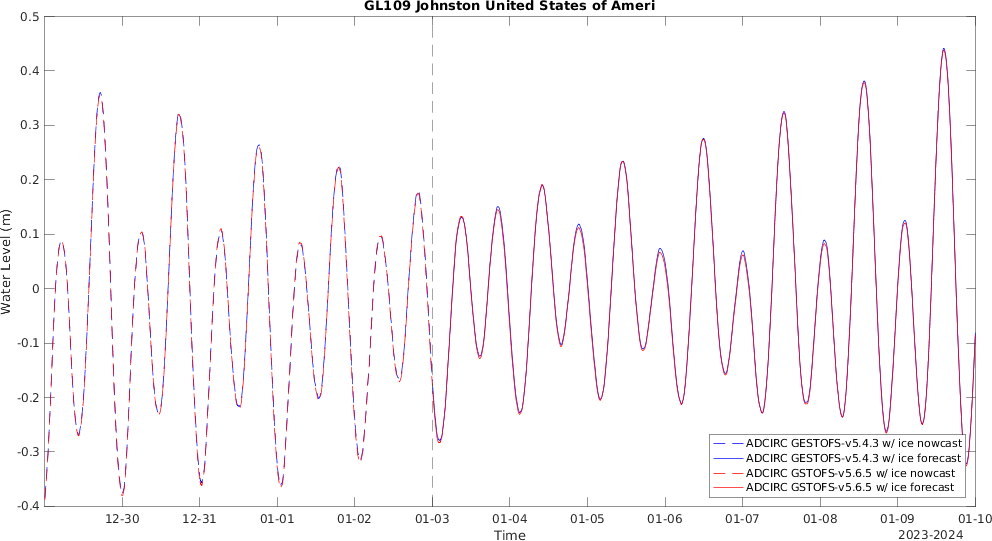 GL109 Johnston United States of Ameri
0.5
0.4
0.3
0.2
0.1
0
-0.1
-0.2
-0.3
-0.4
Water Level (m)
ADCIRC GESTOFS-v5.4.3 w/ ice nowcast
ADCIRC GESTOFS-v5.4.3 w/ ice forecast
ADCIRC GSTOFS-v5.6.5 w/ ice nowcast
ADCIRC GSTOFS-v5.6.5 w/ ice forecast
12-30 12-31 01-01 01-02 01-03 01-04 01-05 01-06 01-07 01-08 01-09 01-10
Time
2023-2024